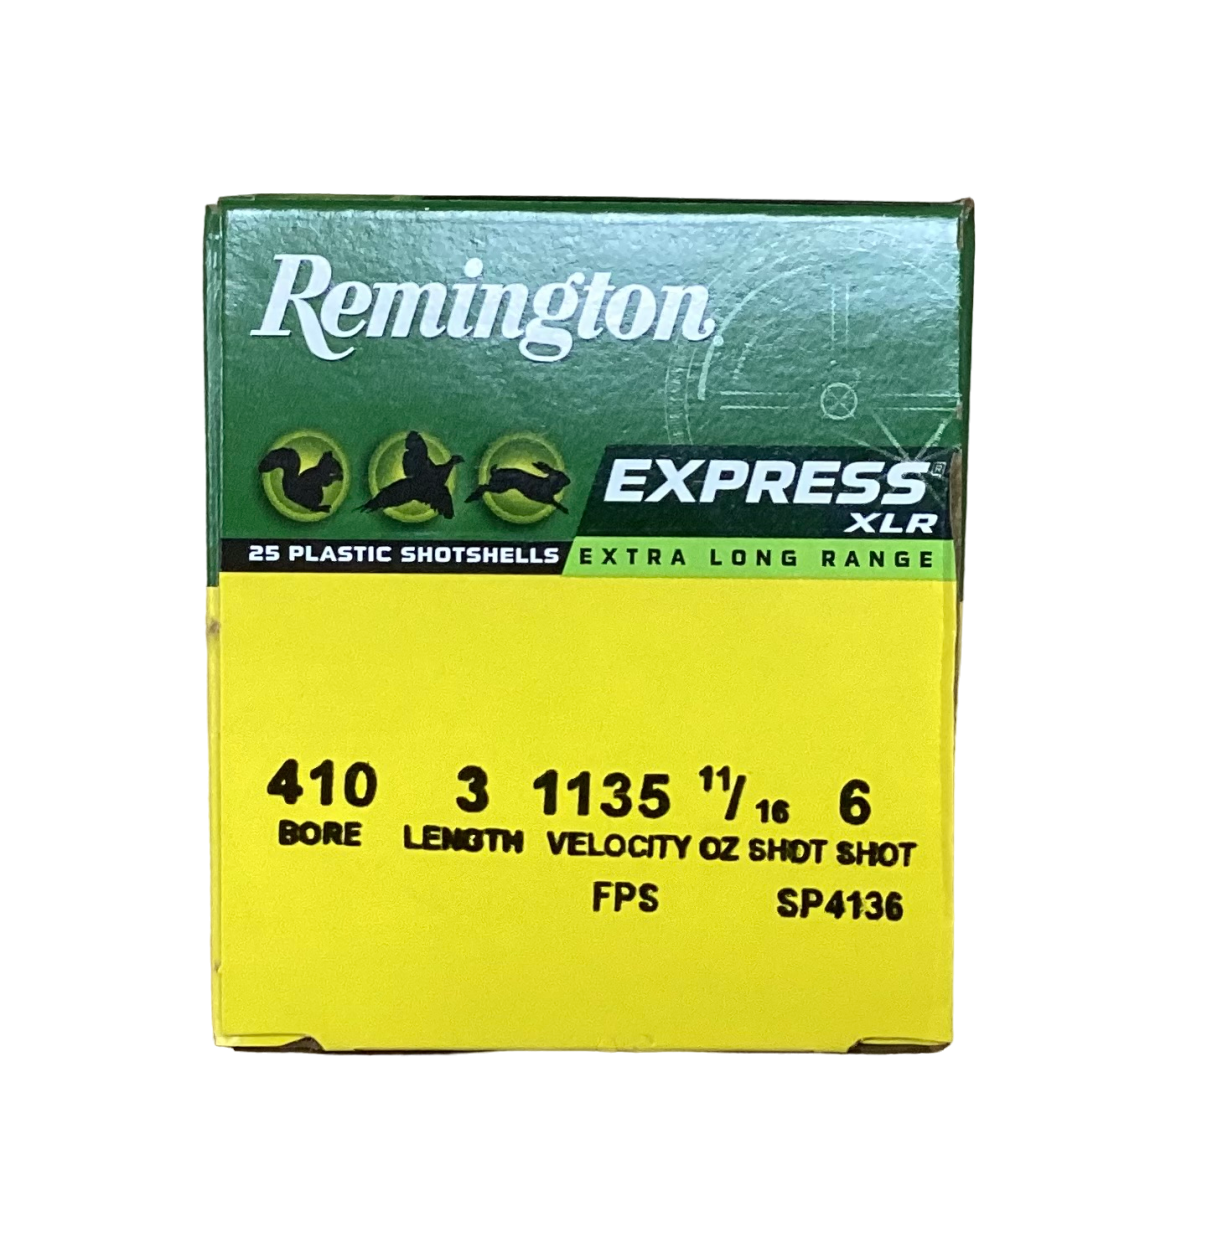 Remington
EXPRESS®
XLR
25 PLASTIC SHOTSHELLS EXTRA LONG RANGE
410 3 1135 11/16 6
BORE LENGTH VELOCITY OZ SHOT SHOT
FPS SP4136